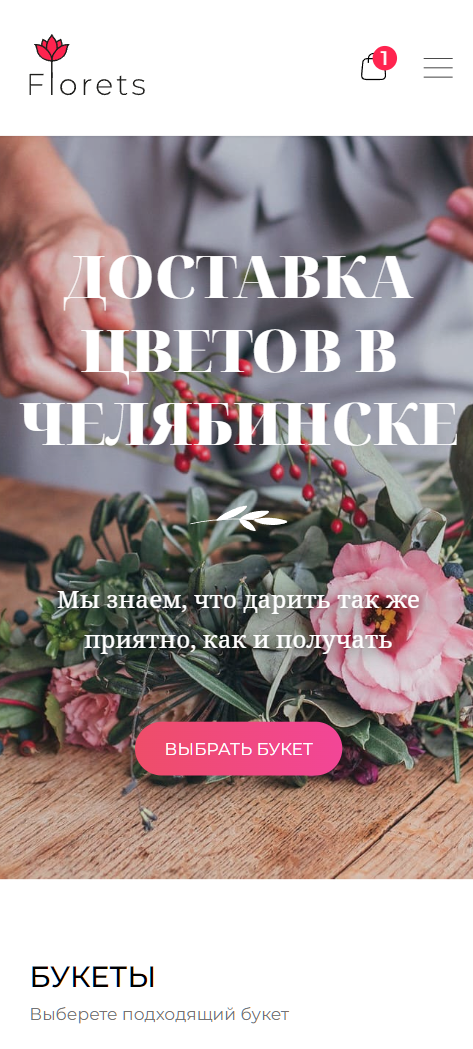 Florets
1
ДОСТАВКА
ЦВЕТОВ В
ЧЕЛЯБИНСКЕ
Мы знаем, что дарить так же
приятно, как и получать
ВЫБРАТЬ БУКЕТ
БУКЕТЫ
Выберете подходящий букет